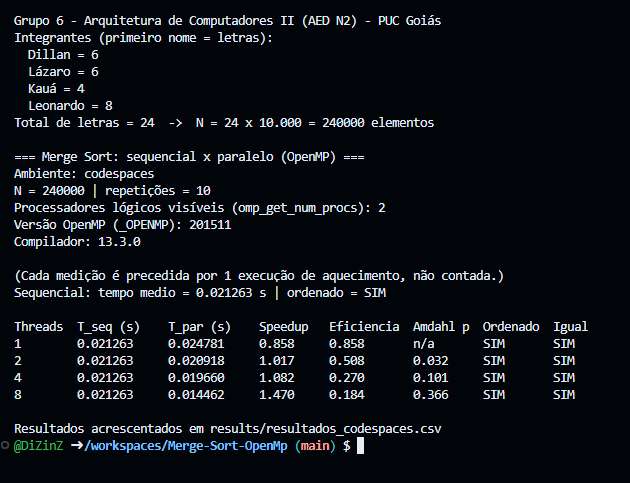 Grupo 6 - Arquitetura de Computadores II (AED N2) - PUC Goiás
Integrantes (primeiro nome = letras):
  Dillan = 6
  Lázaro = 6
  Kauá = 4
  Leonardo = 8
Total de letras = 24  ->  N = 24 x 10.000 = 240000 elementos

=== Merge Sort: sequencial x paralelo (OpenMP) ===
Ambiente: codespaces
N = 240000 | repetições = 10
Processadores lógicos visíveis (omp_get_num_procs): 2
Versão OpenMP (_OPENMP): 201511
Compilador: 13.3.0

(Cada medição é precedida por 1 execução de aquecimento, não contada.)
Sequencial: tempo medio = 0.021263 s | ordenado = SIM

Threads  T_seq (s)    T_par (s)    Speedup   Eficiencia  Amdahl p  Ordenado  Igual
1        0.021263     0.024781     0.858     0.858       n/a       SIM       SIM
2        0.021263     0.020918     1.017     0.508       0.032     SIM       SIM
4        0.021263     0.019660     1.082     0.270       0.101     SIM       SIM
8        0.021263     0.014462     1.470     0.184       0.366     SIM       SIM

Resultados acrescentados em results/resultados_codespaces.csv
@DiZinZ ➜/workspaces/Merge-Sort-OpenMp (main) $